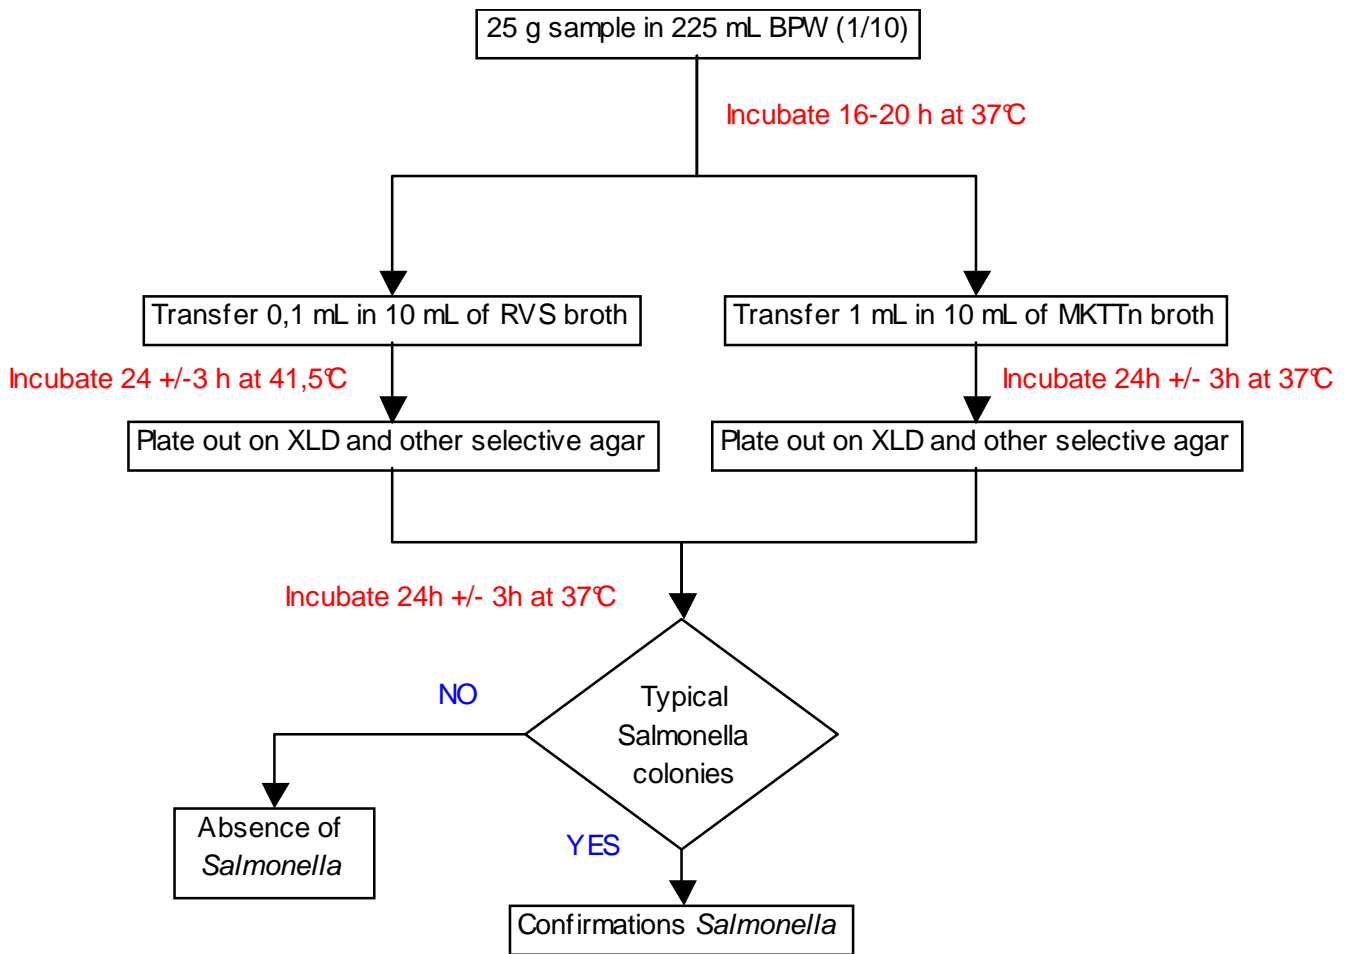 25 g sample in 225 mL BPW (1/10)
Incubate 16-20 h at 37°C
Transfer 0,1 mL in 10 mL of RVS broth
Transfer 1 mL in 10 mL of MKTTn broth
Incubate 24 +/-3 h at 41,5°C
Incubate 24h +/- 3h at 37°C
Plate out on XLD and other selective agar
Plate out on XLD and other selective agar
Incubate 24h +/- 3h at 37°C
Typical
Salmonella
colonies
NO
Absence of
Salmonella
YES
Confirmations Salmonella